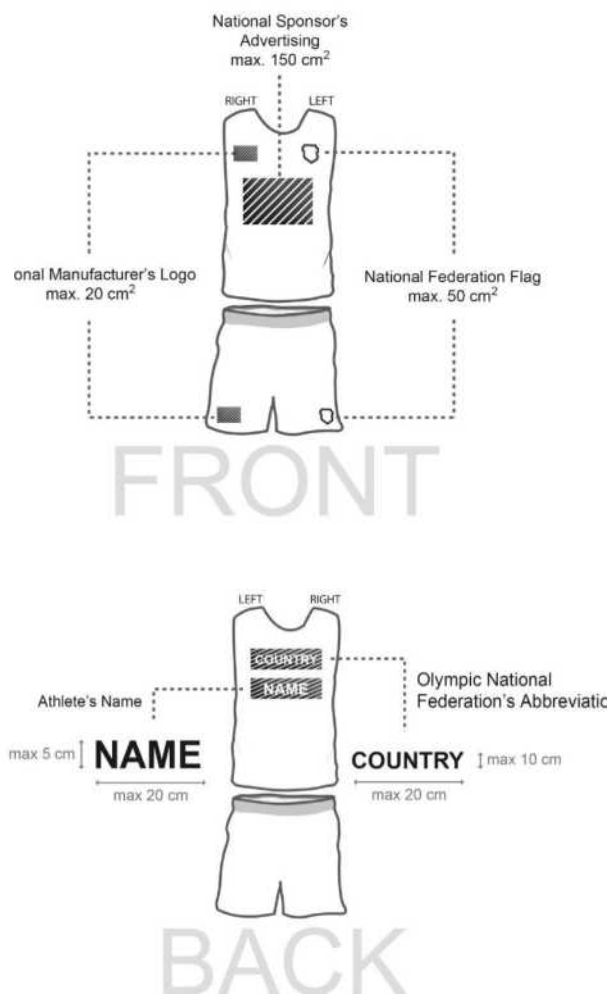 National Sponsor's
Advertising
max. 150 cm²
RIGHT LEFT
onal Manufacturer's Logo
max. 20 cm²
National Federation Flag
max. 50 cm²
FRONT
LEFT RIGHT
COUNTRY
NAME
Athlete's Name
Olympic National
Federation's Abbreviatio
max 5 cm NAME
max 20 cm
COUNTRY max 10 cm
max 20 cm
BACK